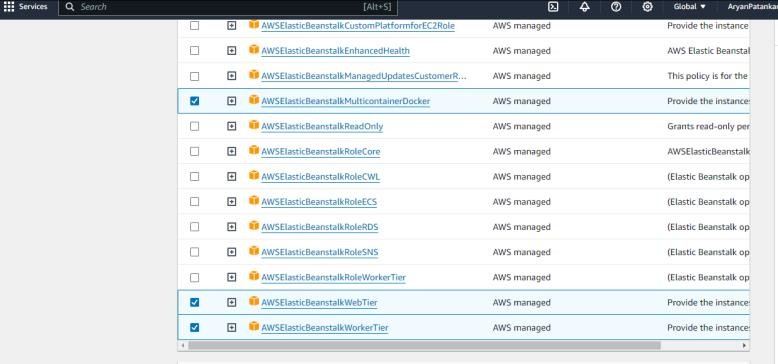 Services Search [Alt+S] Global ▼ AryanPatankar
AWSElasticBeanstalkCustomPlatformforEC2Role AWS managed Provide the instance
AWSElasticBeanstalkEnhancedHealth AWS managed AWS Elastic Beanstal
AWSElasticBeanstalkManagedUpdatesCustomerR... AWS managed This policy is for the
AWSElasticBeanstalkMulticontainerDocker AWS managed Provide the instances
AWSElasticBeanstalkReadOnly AWS managed Grants read-only per
AWSElasticBeanstalkRoleCore AWS managed AWSElasticBeanstalk
AWSElasticBeanstalkRoleCWL AWS managed (Elastic Beanstalk op
AWSElasticBeanstalkRoleECS AWS managed (Elastic Beanstalk op
AWSElasticBeanstalkRoleRDS AWS managed (Elastic Beanstalk op
AWSElasticBeanstalkRoleSNS AWS managed (Elastic Beanstalk op
AWSElasticBeanstalkRoleWorkerTier AWS managed (Elastic Beanstalk op
AWSElasticBeanstalkWebTier AWS managed Provide the instances
AWSElasticBeanstalkWorkerTier AWS managed Provide the instances